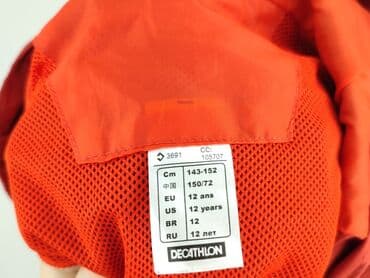 3691 CC:
105707
Cm 143-152
中国 150/72
EU 12 ans
US 12 years
BR 12
RU 12 лет
DECATHLON